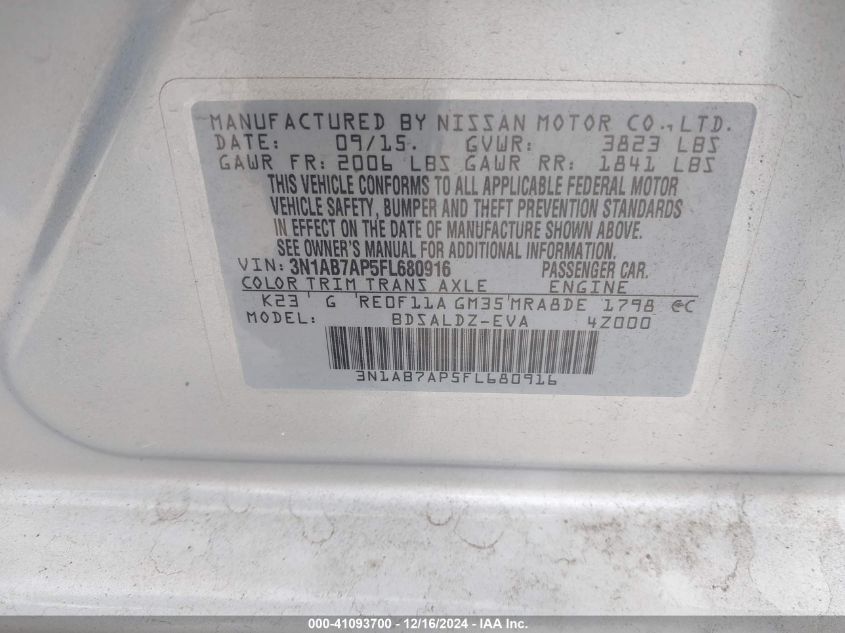 MANUFACTURED BY NISSAN MOTOR CO., LTD.
DATE: 09/15. GVWR: 3823 LBS
GAWR FR: 2006 LBS GAWR RR: 1841 LBS
THIS VEHICLE CONFORMS TO ALL APPLICABLE FEDERAL MOTOR
VEHICLE SAFETY, BUMPER AND THEFT PREVENTION STANDARDS
IN EFFECT ON THE DATE OF MANUFACTURE SHOWN ABOVE.
SEE OWNER'S MANUAL FOR ADDITIONAL INFORMATION.
VIN: 3N1AB7AP5FL680916 PASSENGER CAR.
COLOR TRIM TRANS AXLE ENGINE
K23 G RE0F11A GM35 MRA8DE 1798 CC
MODEL: BDSALDZ-EVA 4Z000
3N1AB7AP5FL680916
000-41093700 - 12/16/2024 - IAAI Inc.